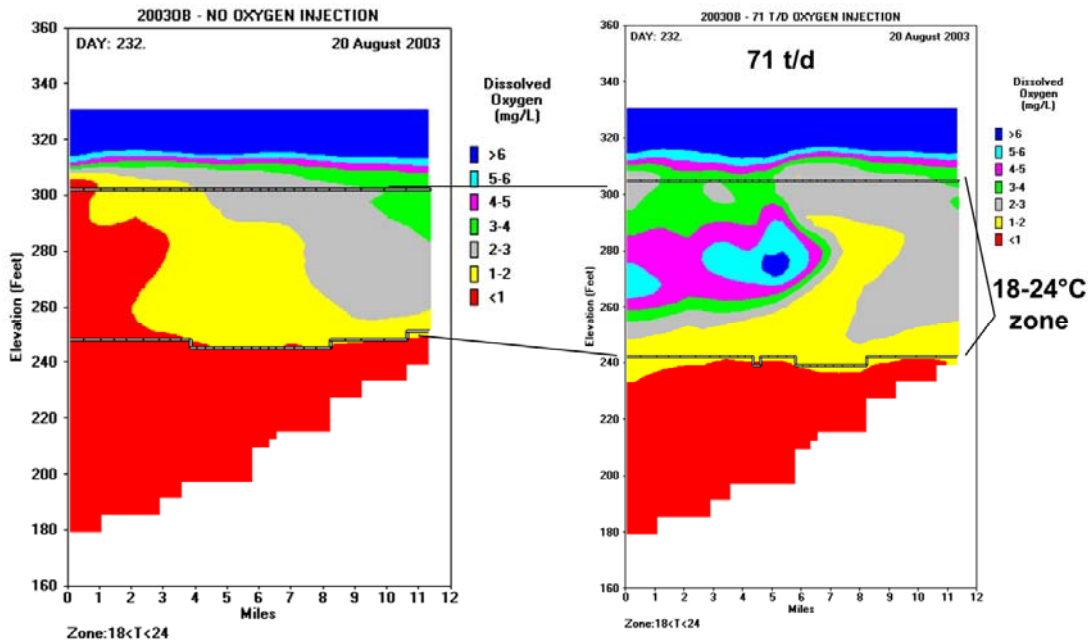 2003OB - NO OXYGEN INJECTION
DAY: 232.
20 August 2003
360
340
320
300
280
260
240
220
200
180
160
Elevation (Feet)
0 1 2 3 4 5 6 7 8 9 10 11 12
Miles
Zone:18<T<24
Dissolved
Oxygen
(mg/L)
>6
5-6
4-5
3-4
2-3
1-2
<1
2003OB - 71 T/D OXYGEN INJECTION
DAY: 232.
20 August 2003
71 t/d
360
340
320
300
280
260
240
220
200
180
160
Elevation (Feet)
0 1 2 3 4 5 6 7 8 9 10 11 12
Miles
Zone:18<T<24
Dissolved
Oxygen
(mg/L)
>6
5-6
4-5
3-4
2-3
1-2
<1
18-24°C
zone